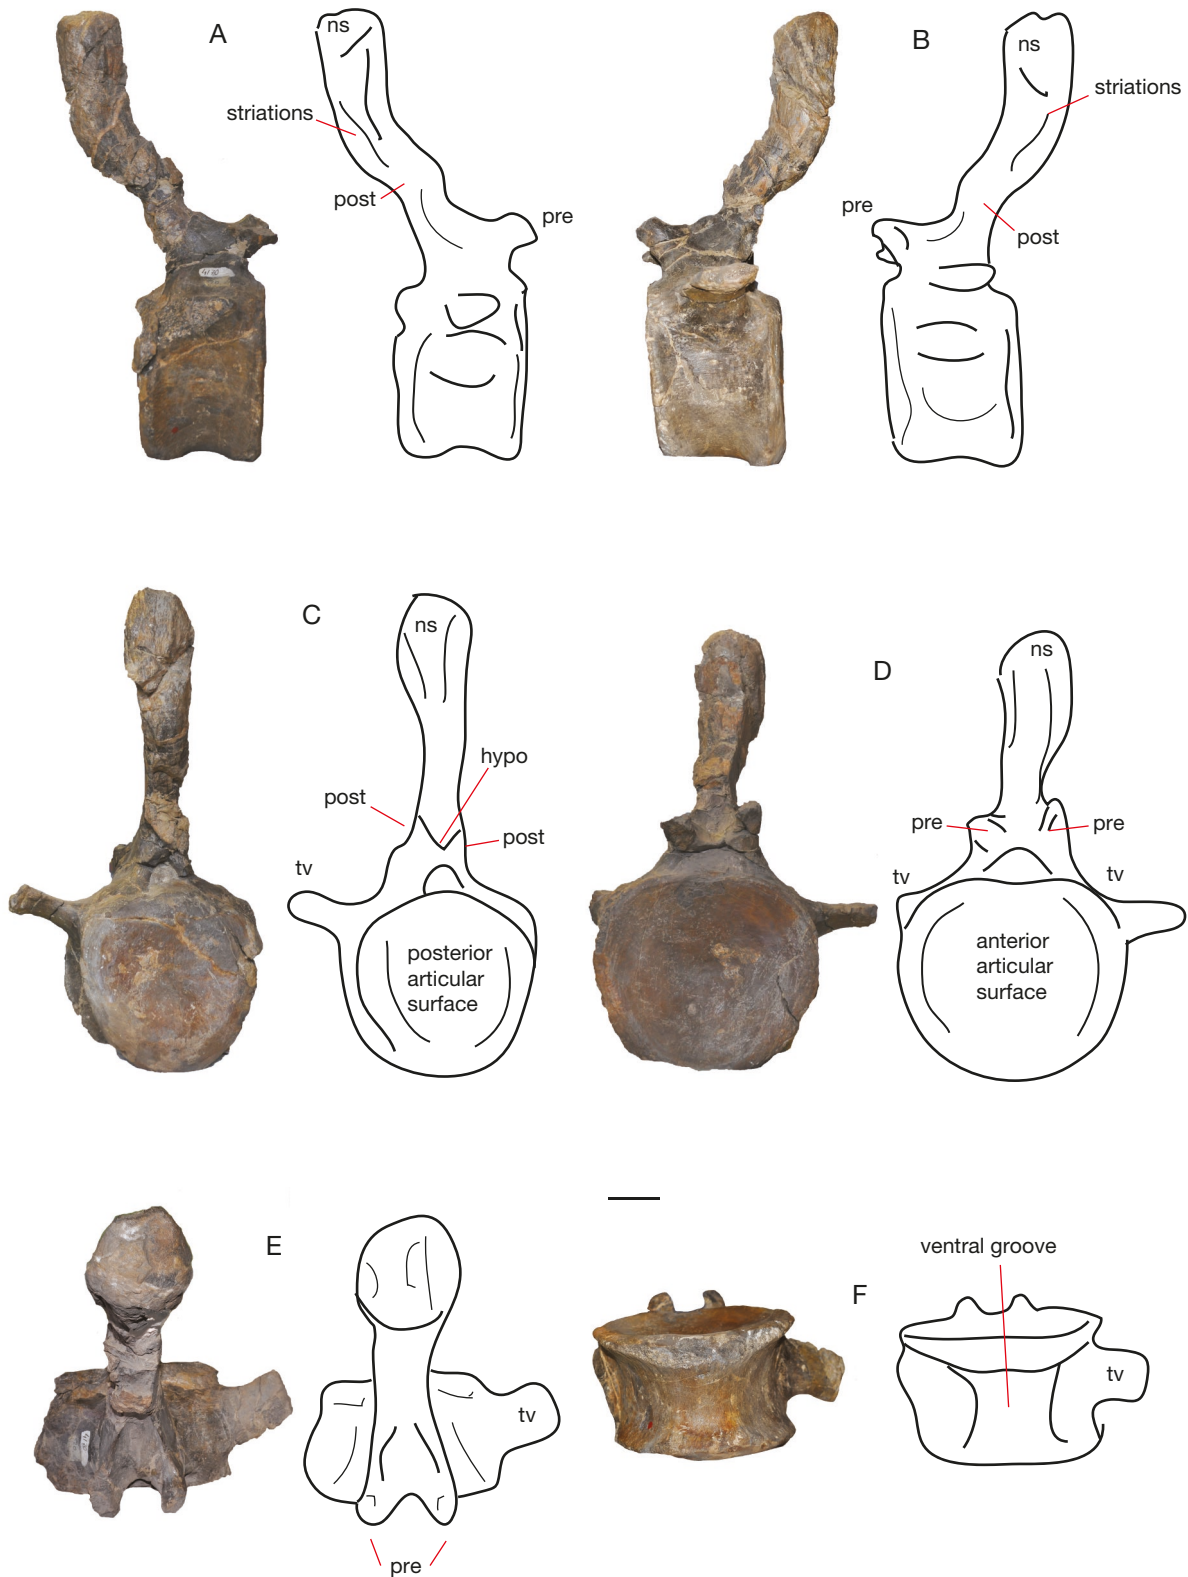 A
ns
striations
post
pre
B
ns
striations
pre
post
C
ns
hypo
post
post
tv
posterior
articular
surface
D
ns
pre
pre
tv
tv
anterior
articular
surface
E
tv
pre
F
ventral groove
tv